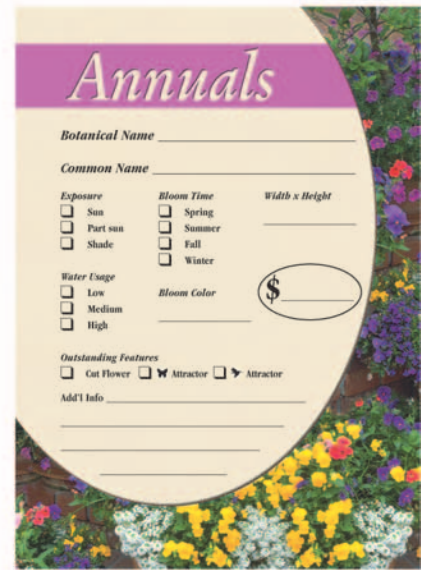 Annuals
Botanical Name
Common Name
Exposure
Sun
Part sun
Shade
Bloom Time
Spring
Summer
Fall
Winter
Width x Height
Water Usage
Low
Medium
High
Bloom Color
$
Outstanding Features
Cut Flower Attractor Attractor
Add'l Info